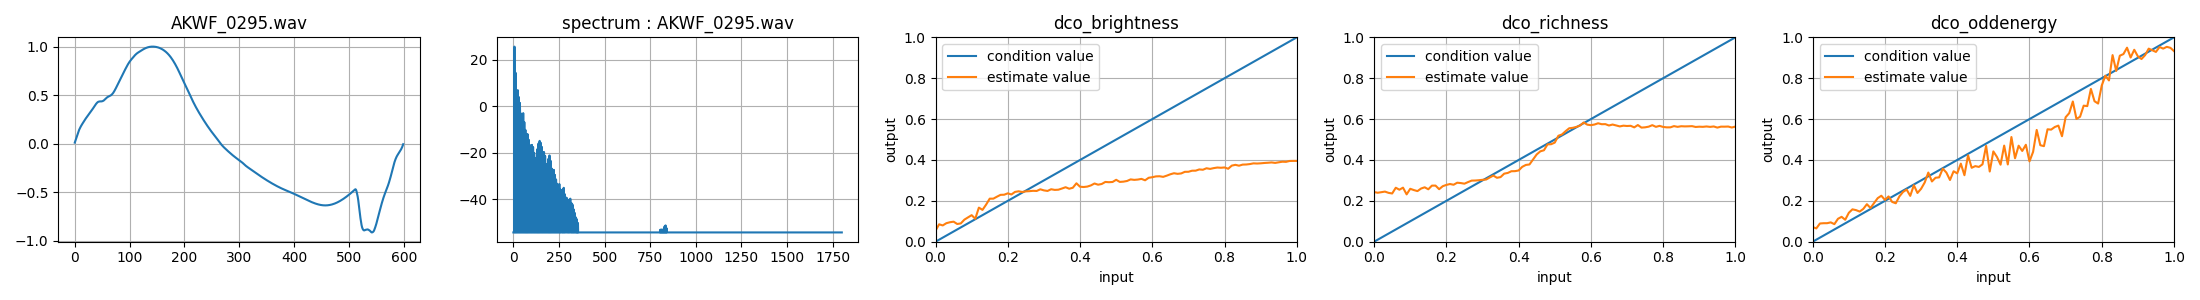 AKWF_0295.wav
1.0
0.5
0.0
−0.5
−1.0
0 100 200 300 400 500 600
spectrum : AKWF_0295.wav
20
0
−20
−40
0 250 500 750 1000 1250 1500 1750
dco_brightness
condition value
estimate value
output
1.0
0.8
0.6
0.4
0.2
0.0
0.0 0.2 0.4 0.6 0.8 1.0
input
dco_richness
condition value
estimate value
output
1.0
0.8
0.6
0.4
0.2
0.0
0.0 0.2 0.4 0.6 0.8 1.0
input
dco_oddenergy
condition value
estimate value
output
1.0
0.8
0.6
0.4
0.2
0.0
0.0 0.2 0.4 0.6 0.8 1.0
input